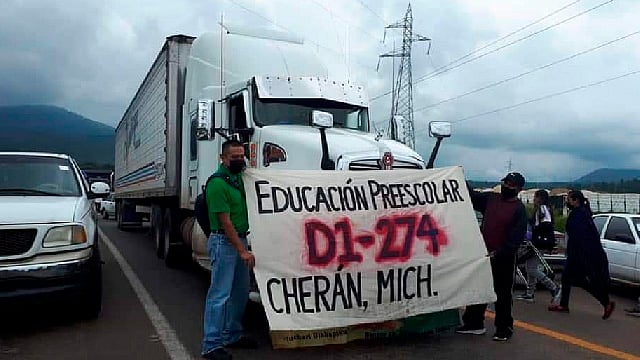 EDUCACIÓN PREESCOLAR
D1-274
CHERÁN, MICH.